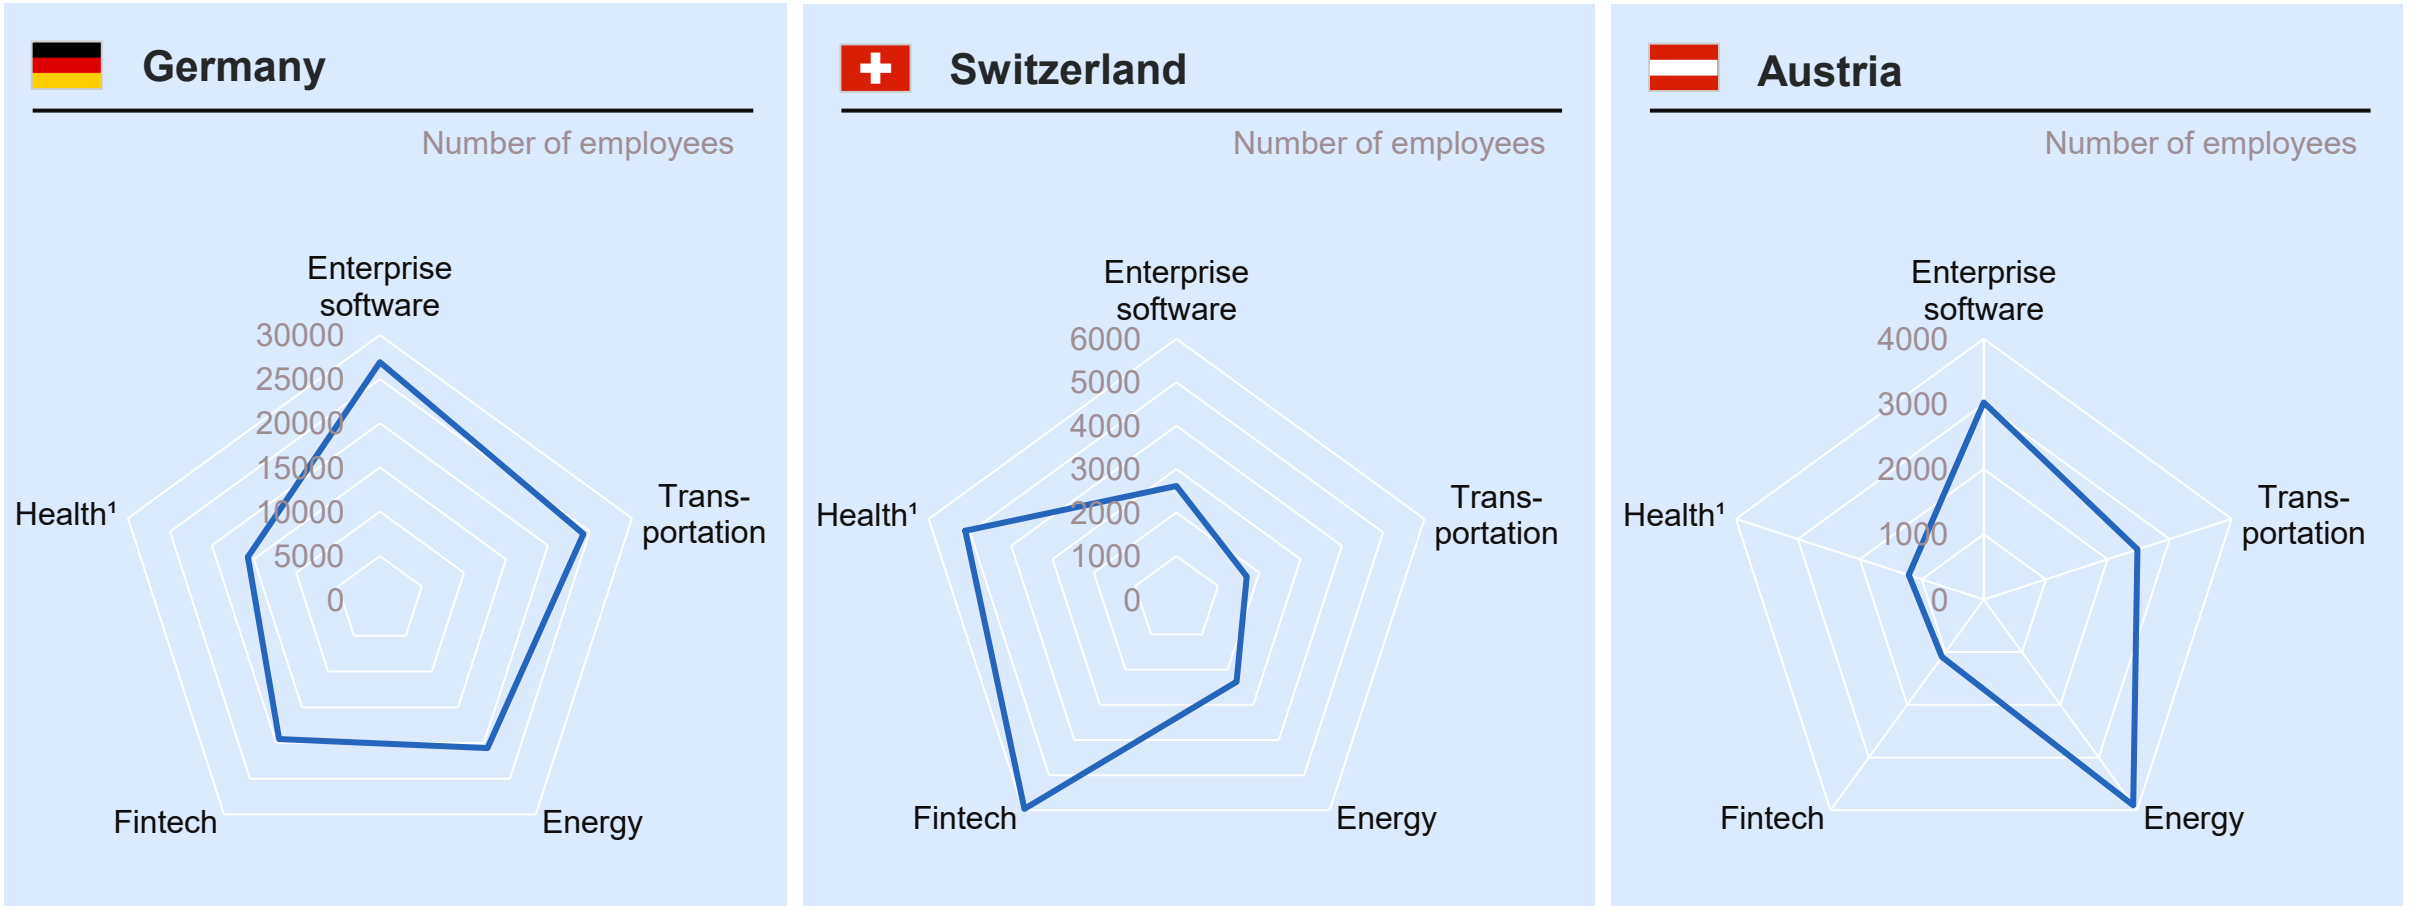 Germany
Number of employees
Enterprise
software
30000
25000
20000
15000
10000
5000
0
Health¹
Trans-
portation
Fintech
Energy
Switzerland
Number of employees
Enterprise
software
6000
5000
4000
3000
2000
1000
0
Health¹
Trans-
portation
Fintech
Energy
Austria
Number of employees
Enterprise
software
4000
3000
2000
1000
0
Health¹
Trans-
portation
Fintech
Energy